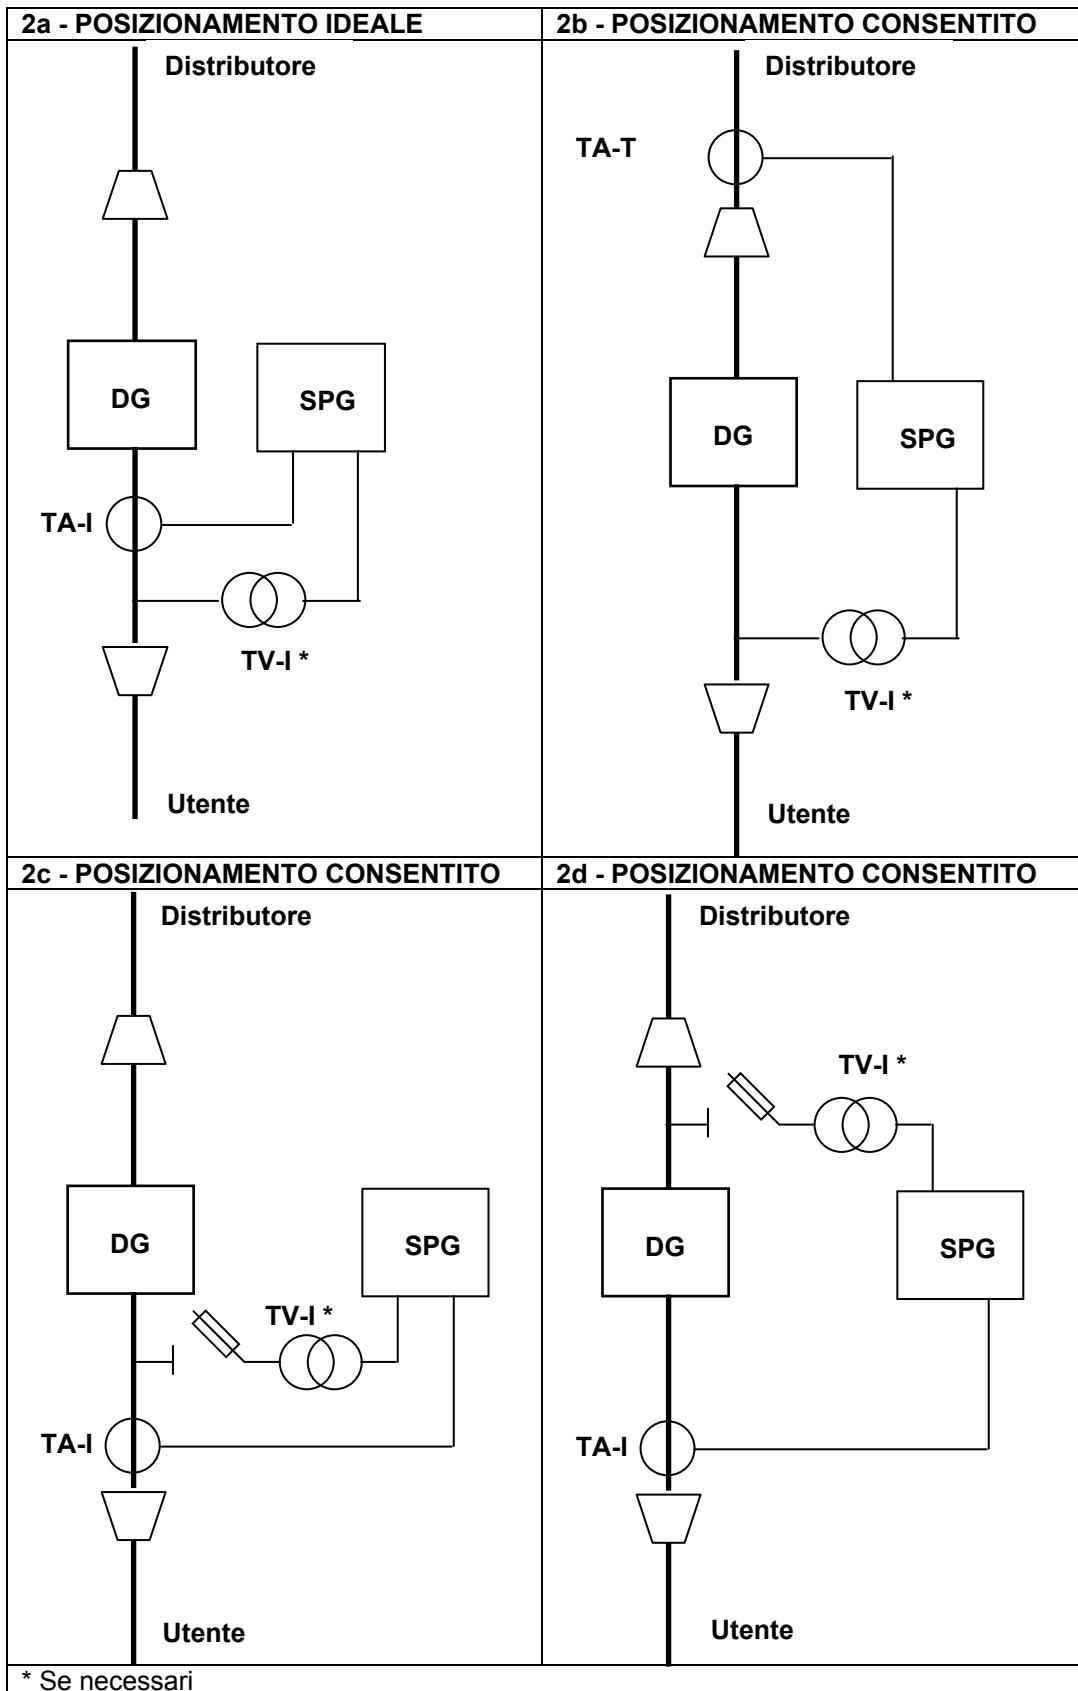 2a - POSIZIONAMENTO IDEALE
Distributore
DG
SPG
TA-I
TV-I *
Utente
2b - POSIZIONAMENTO CONSENTITO
Distributore
TA-T
DG
SPG
TV-I *
Utente
2c - POSIZIONAMENTO CONSENTITO
Distributore
DG
SPG
TV-I *
TA-I
Utente
2d - POSIZIONAMENTO CONSENTITO
Distributore
TV-I *
DG
SPG
TA-I
Utente
* Se necessari